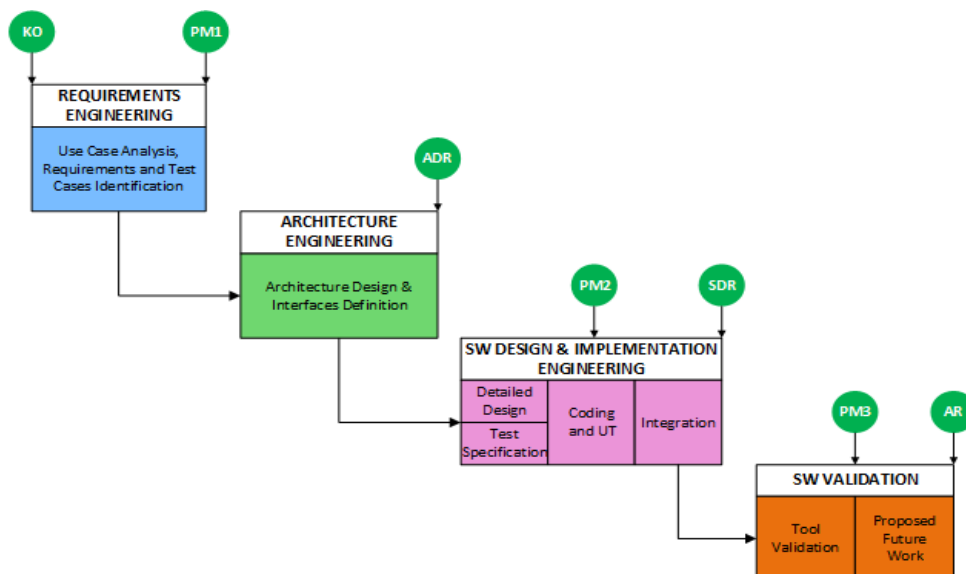 KO
PM1
REQUIREMENTS
ENGINEERING
Use Case Analysis,
Requirements and Test
Cases Identification
ADR
ARCHITECTURE
ENGINEERING
Architecture Design &
Interfaces Definition
PM2
SDR
SW DESIGN & IMPLEMENTATION
ENGINEERING
Detailed
Design
Test
Specification
Coding
and UT
Integration
PM3
AR
SW VALIDATION
Tool
Validation
Proposed
Future
Work